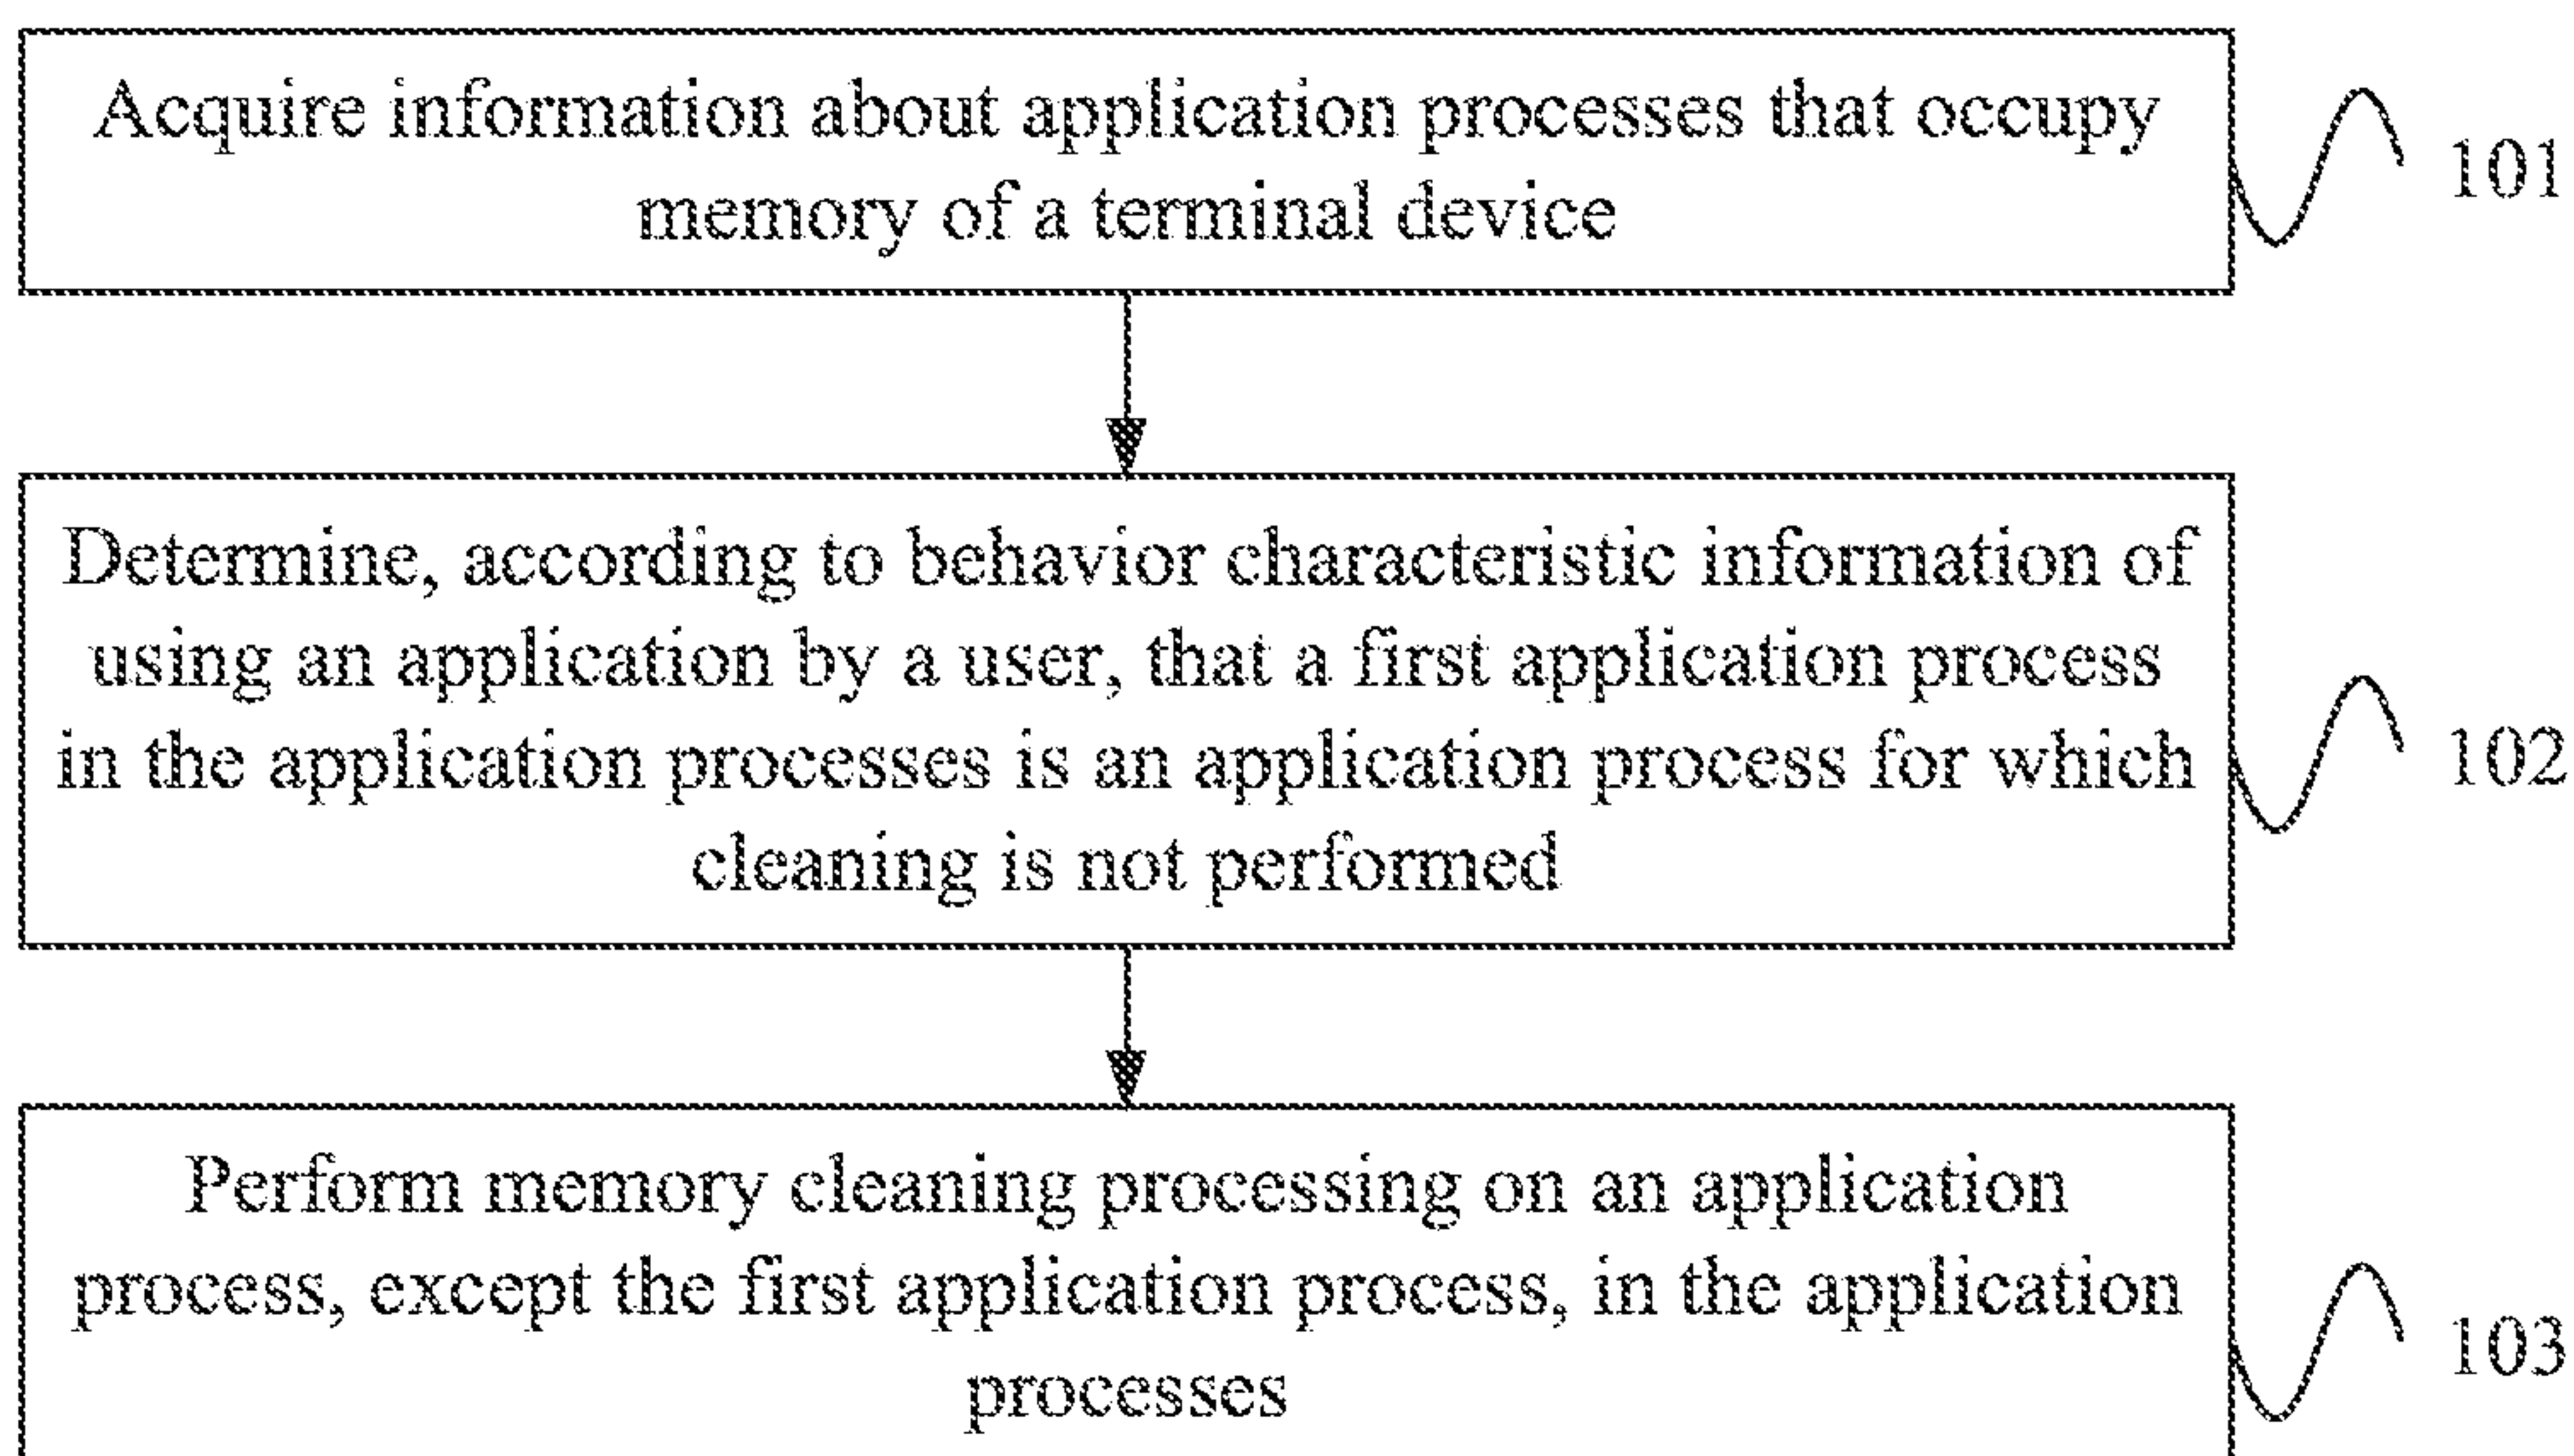 Acquire information about application processes that occupy
memory of a terminal device
101
Determine, according to behavior characteristic information of
using an application by a user, that a first application process
in the application processes is an application process for which
cleaning is not performed
102
Perform memory cleaning processing on an application
process, except the first application process, in the application
processes
103